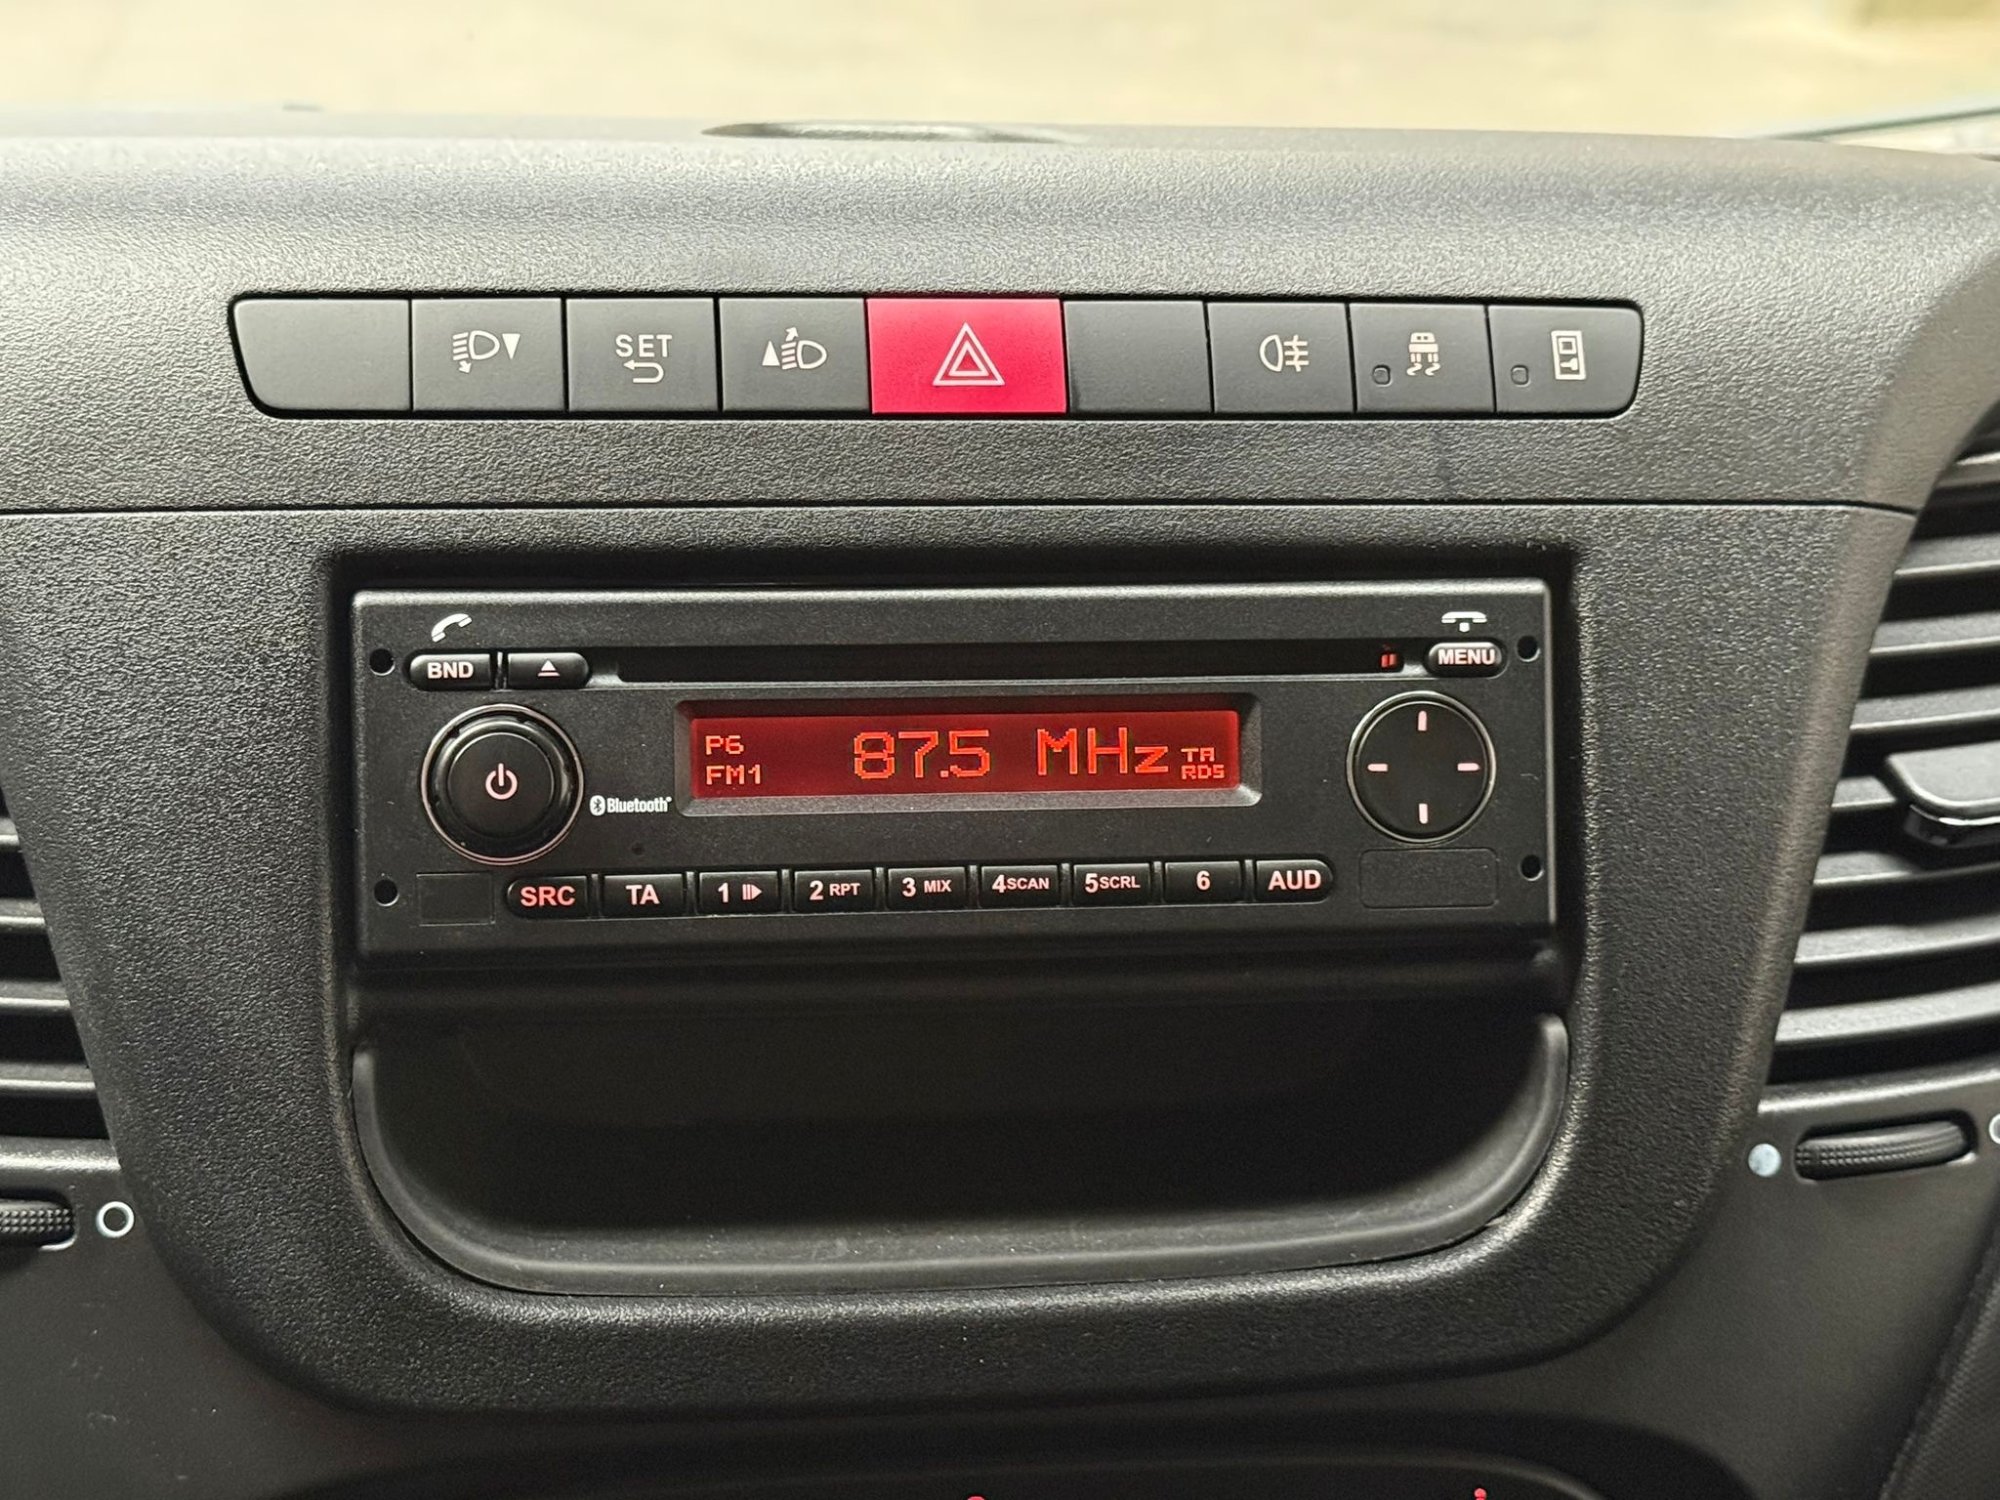 SET
BND
MENU
P6
FM1
87.5 MHz
TA
RDS
Bluetooth®
SRC
TA
1
2 RPT
3 MIX
4SCAN
5SCRL
6
AUD